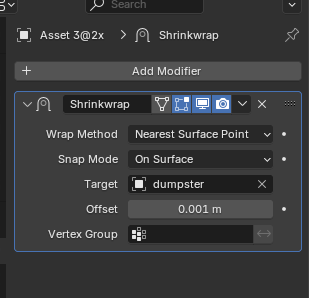 Search
Asset 3@2x > Shrinkwrap
+ Add Modifier
Shrinkwrap
Wrap Method Nearest Surface Point
Snap Mode On Surface
Target dumpster
Offset 0.001 m
Vertex Group